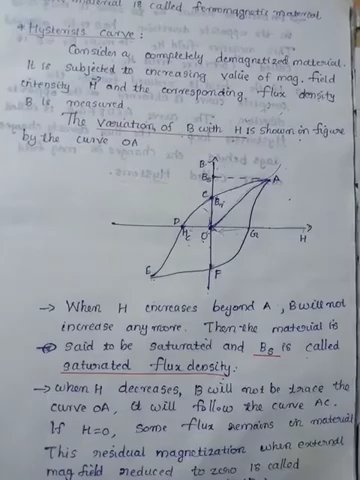 material is called ferromagnetic material
* Hysterisis curve:
Consider a completely demagnetized material.
It is subjected to increasing value of mag. field
intensity H and the corresponding flux density
B is measured
The variation of B with H is shown in figure
by the curve OA
B
Bs
A
C
Br
D
Hc
O
G
H
E
F
→ When H increases beyond A, B will not
increase any more. Then the material is
said to be saturated and Bs is called
saturated flux density.
→ when H decreases, B will not be trace the
curve OA, it will follow the curve AC.
If H=0, some flux remains on material
This residual magnetization when external
mag field reduced to zero is called